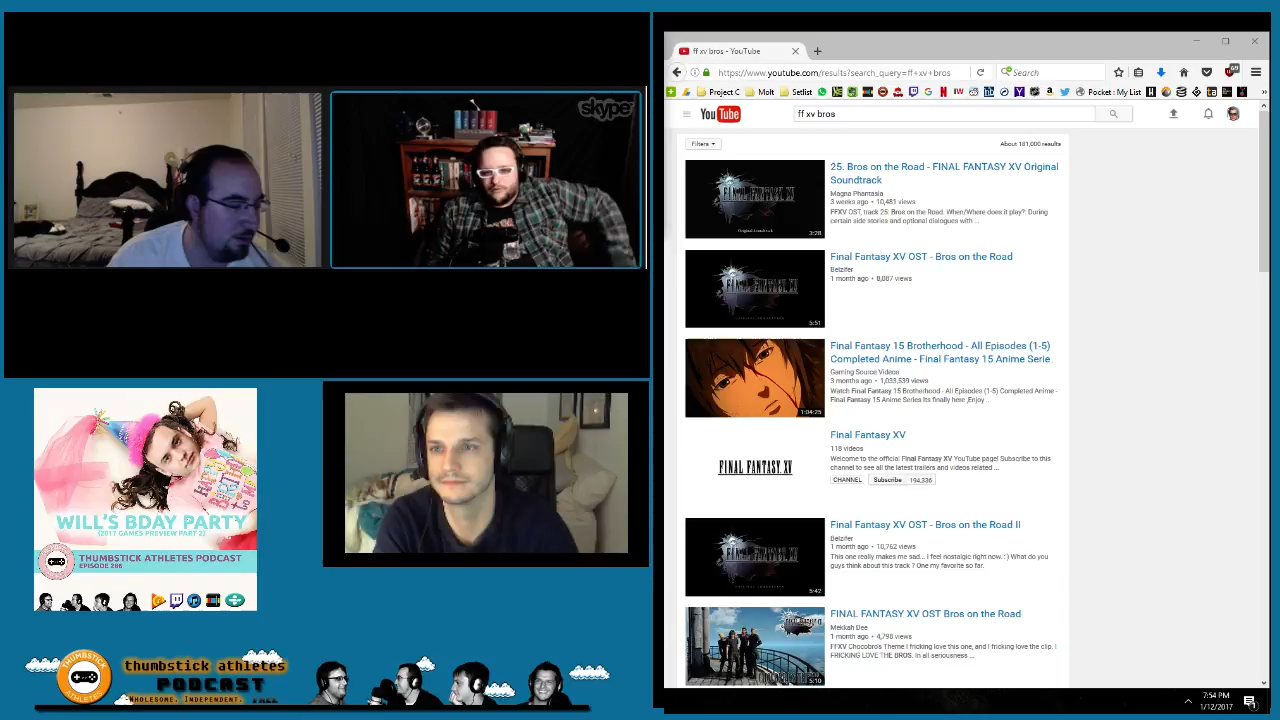 skype
WILL'S BDAY PARTY
(2017 GAMES PREVIEW PART 2)
THUMBSTICK ATHLETES PODCAST
EPISODE 286
THUMBSTICK
ATHLETES
thumbstick athletes
PODCAST
WHOLESOME. INDEPENDENT. FREE
ff xv bros - YouTube
https://www.youtube.com/results?search_query=ff+xv+bros
Search
69
Project C
Molt
Setlist
Pocket : My List
YouTube
ff xv bros
Filters
About 181,000 results
25. Bros on the Road - FINAL FANTASY XV Original
Soundtrack
Magna Phantasia
3 weeks ago • 10,481 views
FFXV OST, track 25: Bros on the Road. When/Where does it play?: During
certain side stories and optional dialogues with ...
3:28
Final Fantasy XV OST - Bros on the Road
Belzifer
1 month ago • 8,087 views
5:51
Final Fantasy 15 Brotherhood - All Episodes (1-5)
Completed Anime - Final Fantasy 15 Anime Serie
Gaming Source Videos
3 months ago • 1,033,539 views
Watch Final Fantasy 15 Brotherhood - All Episodes (1-5) Completed Anime -
Final Fantasy 15 Anime Series Its finally here ,Enjoy ...
1:04:25
FINAL FANTASY XV
Final Fantasy XV
118 videos
Welcome to the official Final Fantasy XV YouTube page! Subscribe to this
channel to see all the latest trailers and videos related ...
CHANNEL
Subscribe
194,336
Final Fantasy XV OST - Bros on the Road II
Belzifer
1 month ago • 10,762 views
This one really makes me sad... I feel nostalgic right now. :') What do you
guys think about this track ? One my favorite so far.
5:42
FINAL FANTASY XV OST Bros on the Road
Mekkah Dee
1 month ago • 4,798 views
FFXV Chocobro's Theme I fricking love this one, and I fricking love the clip. I
FRICKING LOVE THE BROS. In all seriousness ...
5:10
7:54 PM
1/12/2017